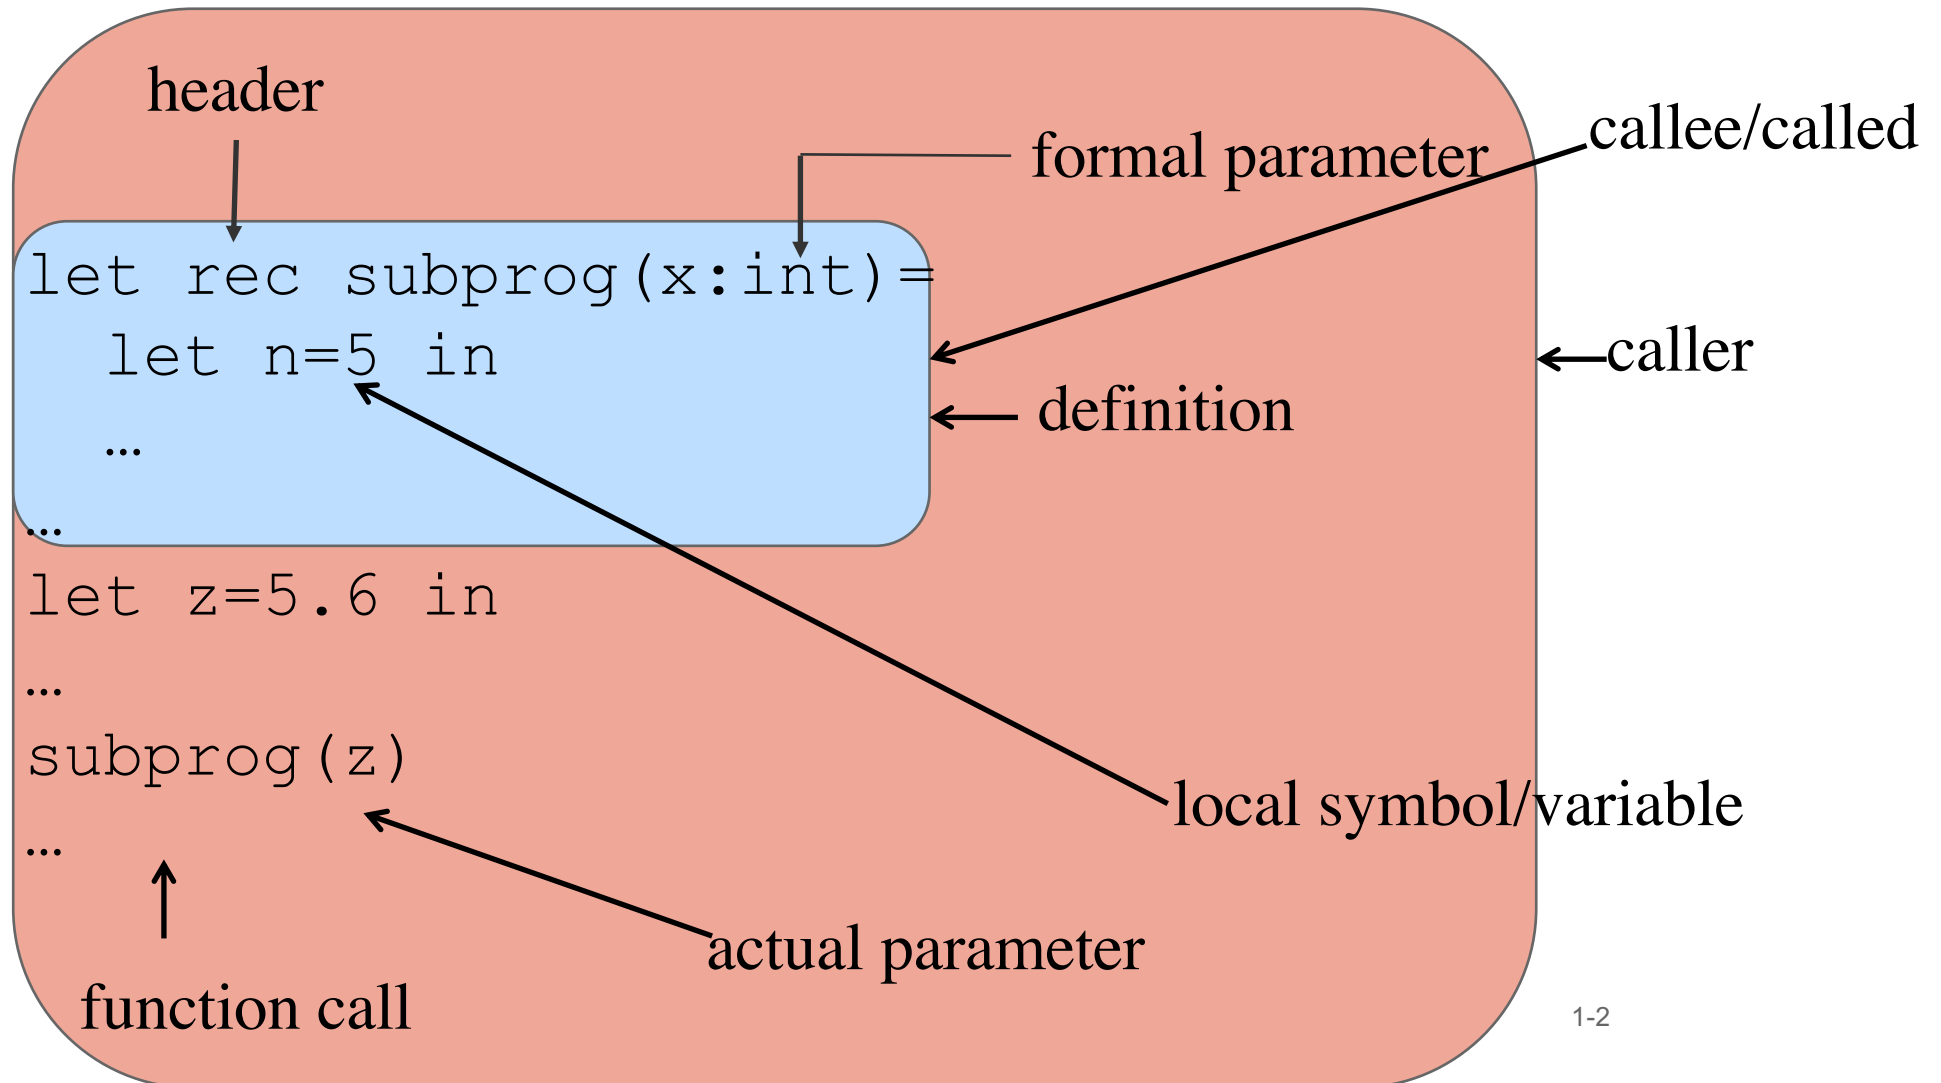 header
formal parameter
callee/called
let rec subprog(x:int)=
let n=5 in
caller
definition
…
…
let z=5.6 in
…
subprog(z)
local symbol/variable
…
actual parameter
function call
1-2